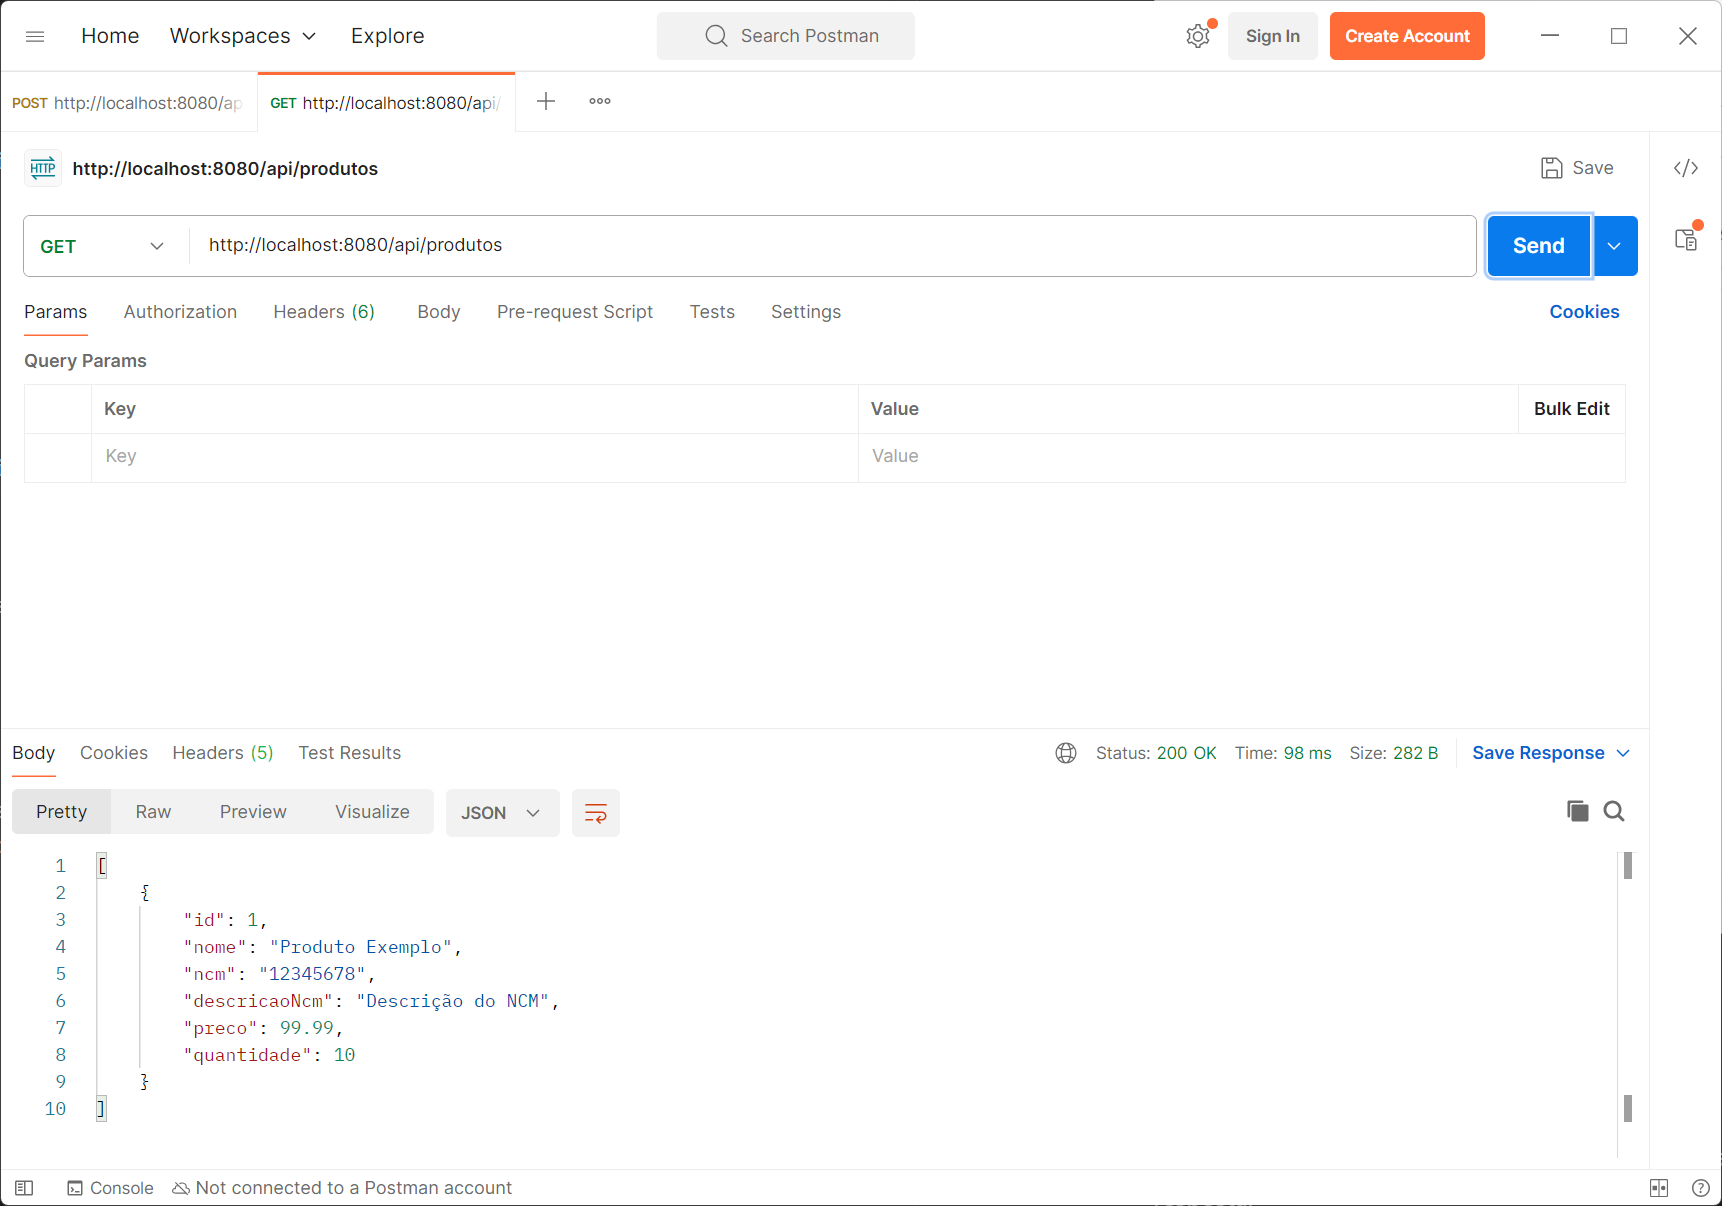 Home Workspaces Explore Search Postman Sign In Create Account
POST http://localhost:8080/ap GET http://localhost:8080/api/
HTTP http://localhost:8080/api/produtos Save
GET http://localhost:8080/api/produtos Send
Params Authorization Headers (6) Body Pre-request Script Tests Settings Cookies
Query Params
Key Value Bulk Edit
Key Value
Body Cookies Headers (5) Test Results Status: 200 OK Time: 98 ms Size: 282 B Save Response
Pretty Raw Preview Visualize JSON
1 [
2 {
3 "id": 1,
4 "nome": "Produto Exemplo",
5 "ncm": "12345678",
6 "descricaoNcm": "Descrição do NCM",
7 "preco": 99.99,
8 "quantidade": 10
9 }
10 ]
Console Not connected to a Postman account